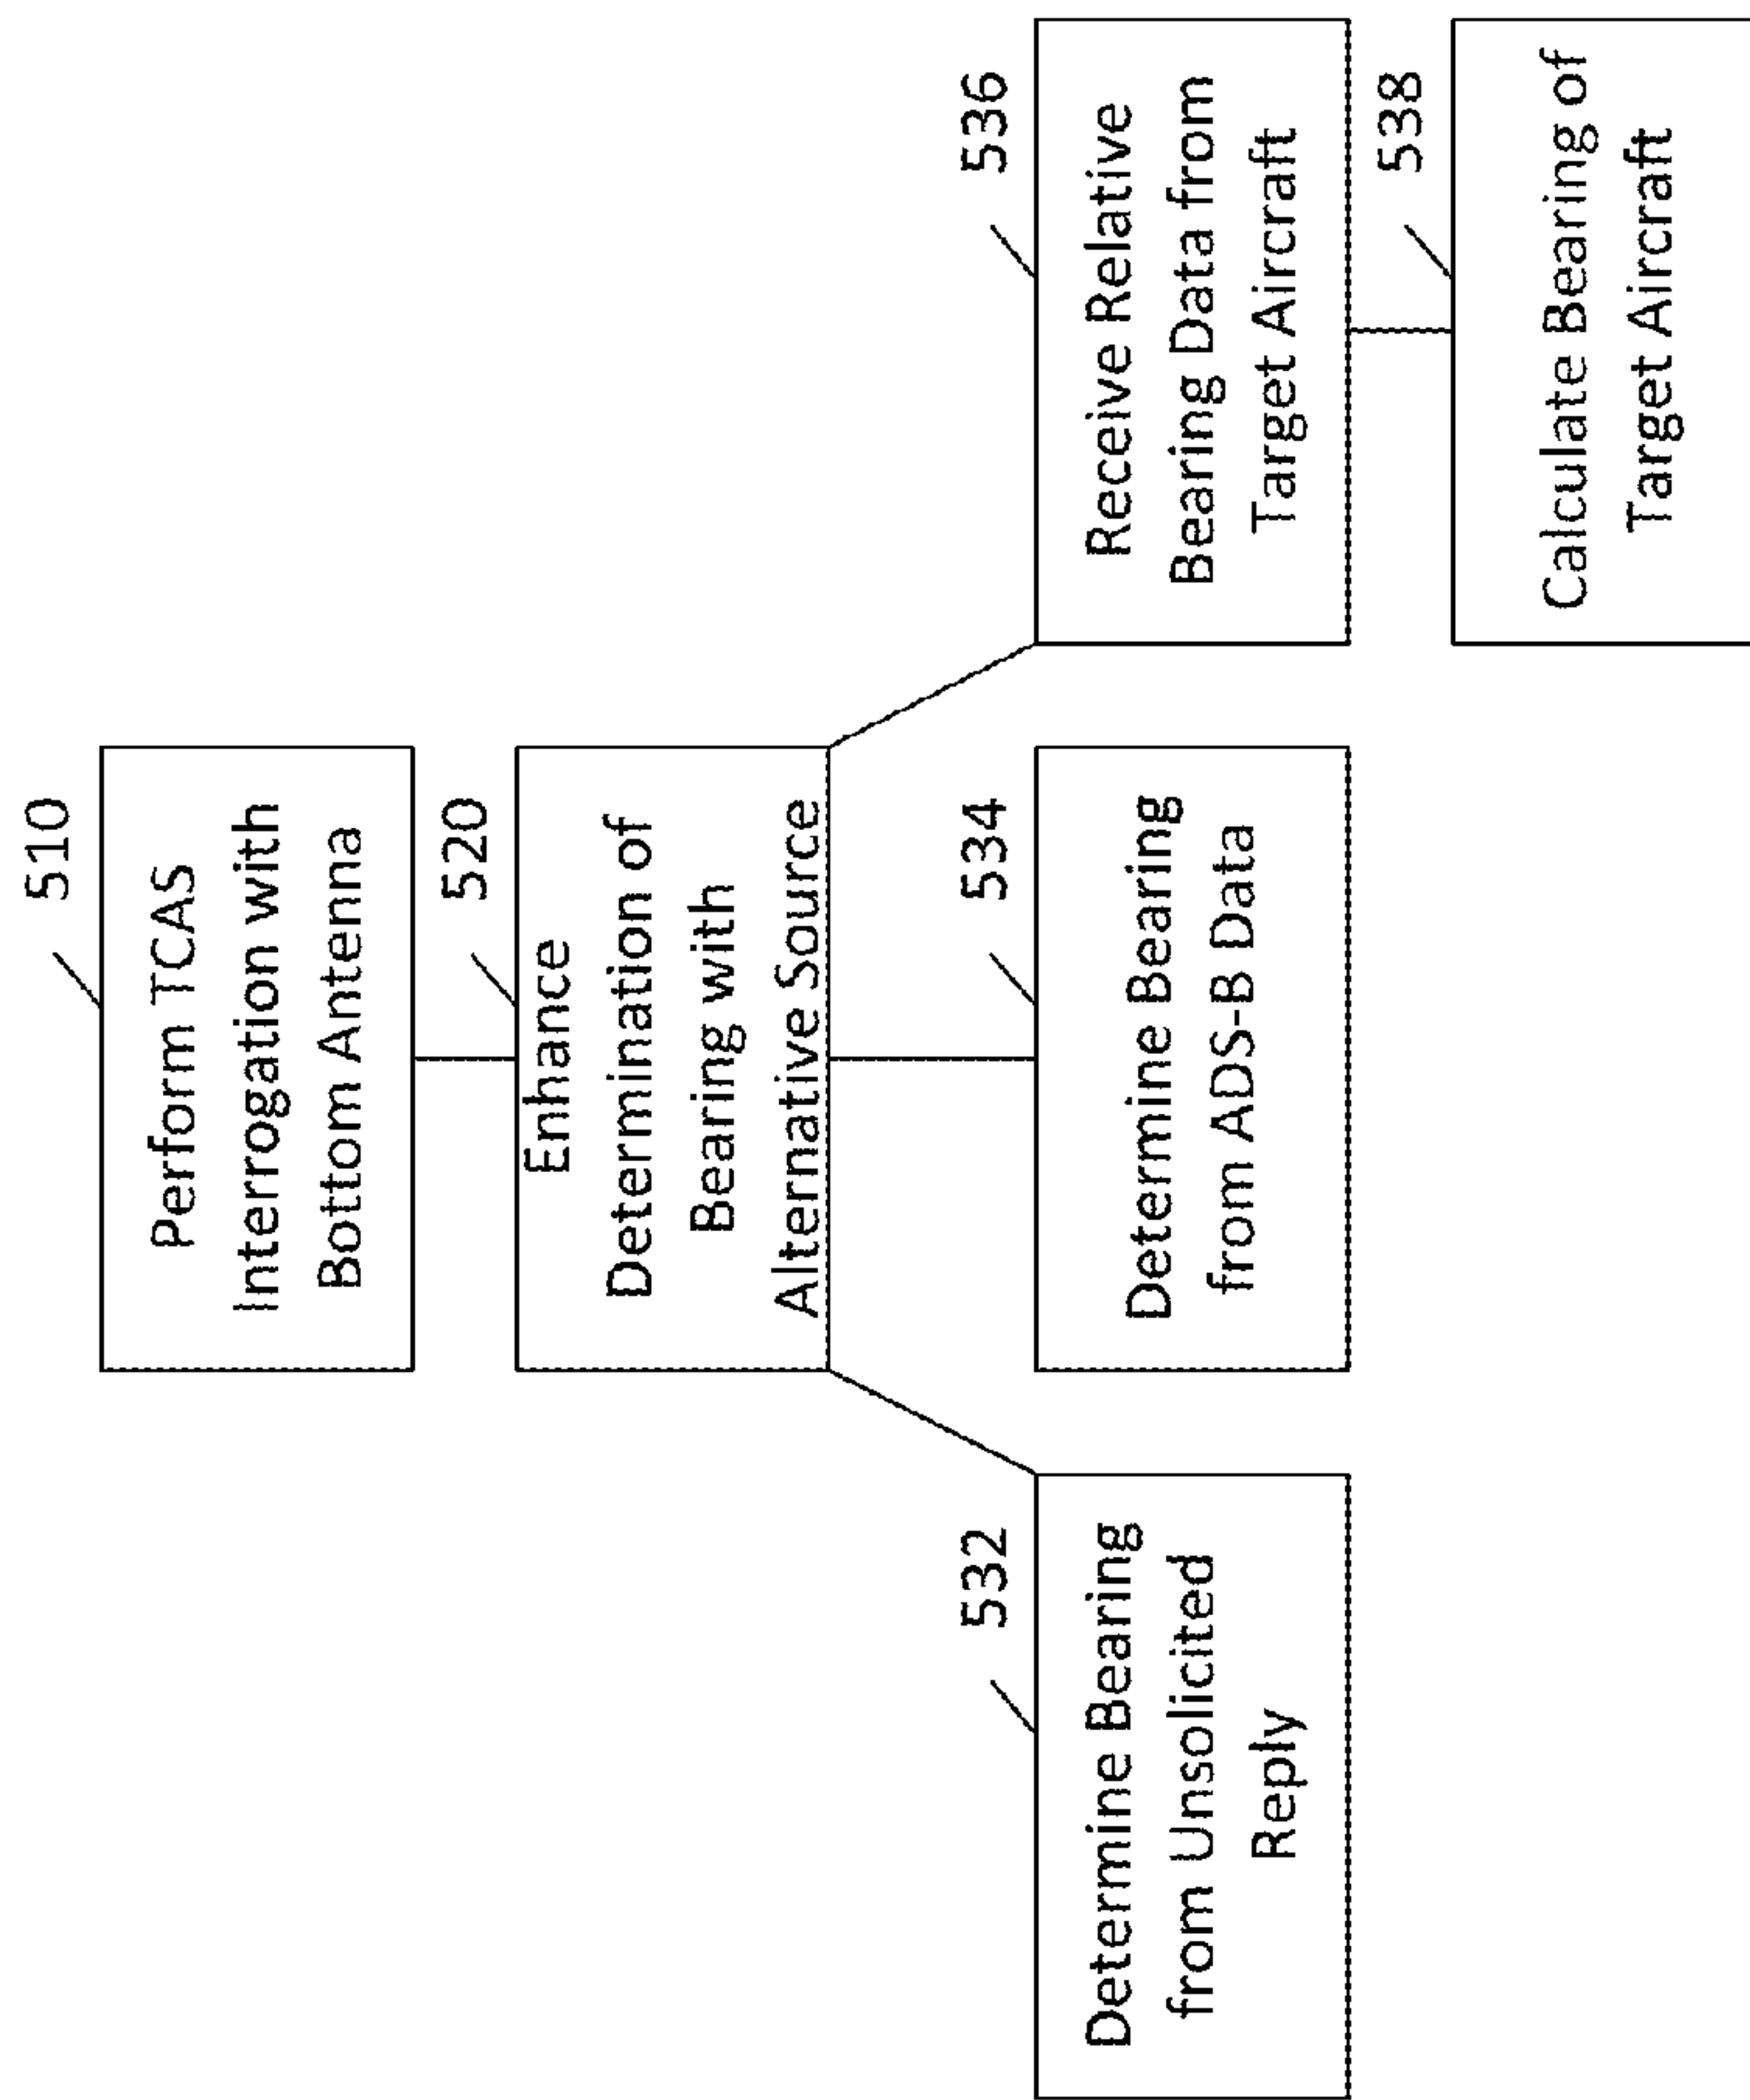 510
Perform TCAS
Interrogation with
Bottom Antenna
520
Enhance
Determination of
Bearing with
Alternative Source
532
Determine Bearing
from Unsolicited
Reply
534
Determine Bearing
from ADS-B Data
536
Receive Relative
Bearing Data from
Target Aircraft
538
Calculate Bearing of
Target Aircraft